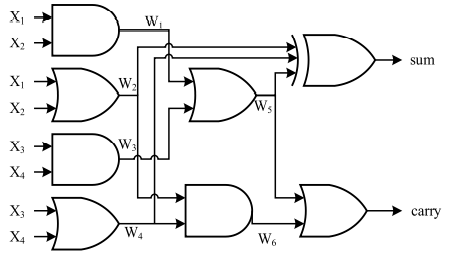 X₁
W₁
X₂
sum
X₁
W₂
X₂
W₅
X₃
W₃
X₄
X₃
carry
W₄
X₄
W₆